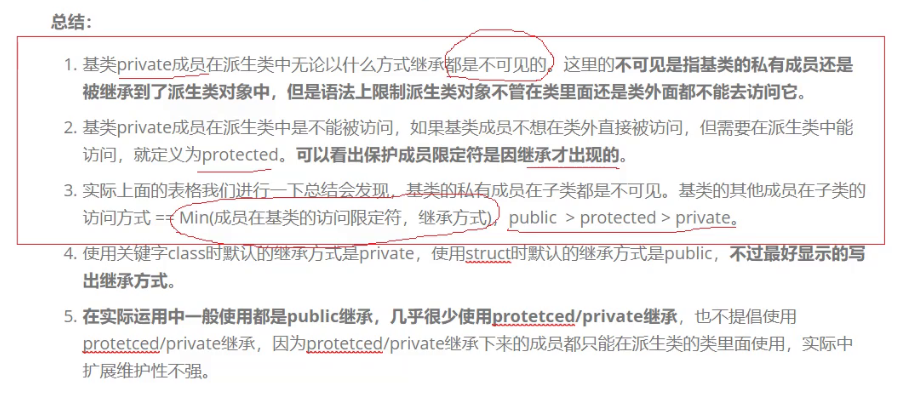 总结：
1. 基类private成员在派生类中无论以什么方式继承都是不可见的。这里的不可见是指基类的私有成员还是
被继承到了派生类对象中，但是语法上限制派生类对象不管在类里面还是类外面都不能去访问它。
2. 基类private成员在派生类中是不能被访问，如果基类成员不想在类外直接被访问，但需要在派生类中能
访问，就定义为protected。可以看出保护成员限定符是因继承才出现的。
3. 实际上面的表格我们进行一下总结会发现，基类的私有成员在子类都是不可见。基类的其他成员在子类的
访问方式 == Min(成员在基类的访问限定符，继承方式)，public > protected > private。
4. 使用关键字class时默认的继承方式是private，使用struct时默认的继承方式是public，不过最好显示的写
出继承方式。
5. 在实际运用中一般使用都是public继承，几乎很少使用protetced/private继承，也不提倡使用
protetced/private继承，因为protetced/private继承下来的成员都只能在派生类的类里面使用，实际中
扩展维护性不强。